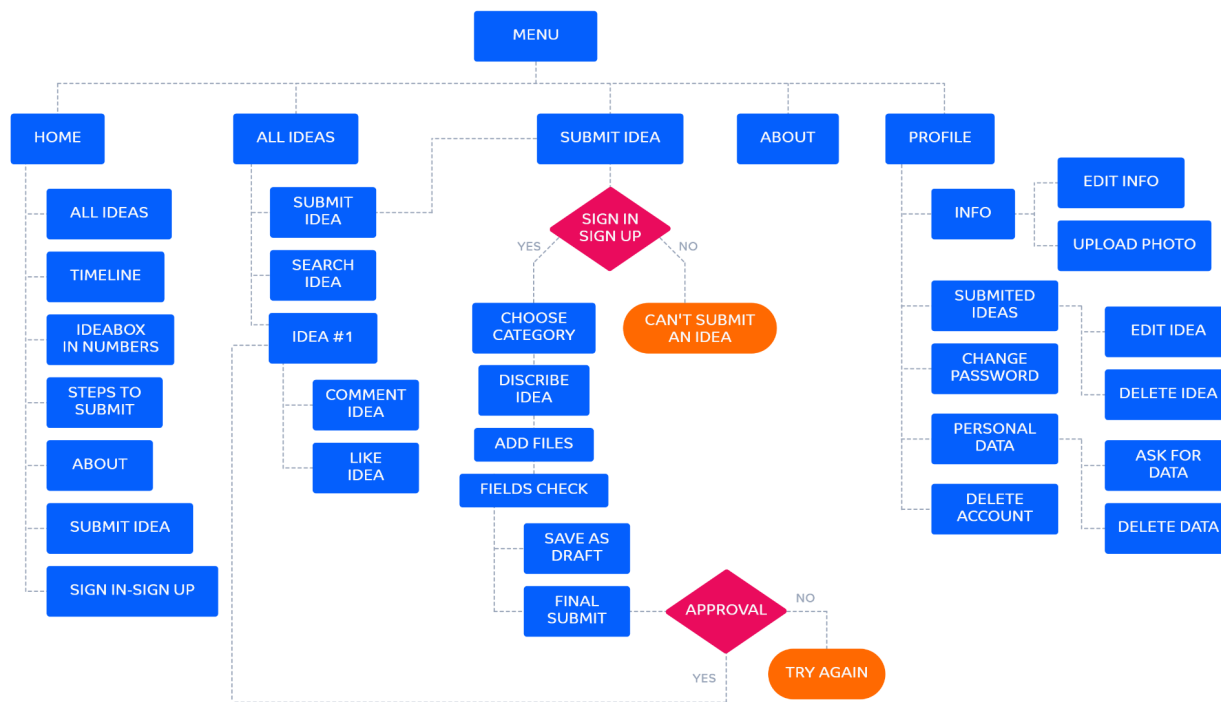 MENU
HOME
ALL IDEAS
SUBMIT IDEA
ABOUT
PROFILE
ALL IDEAS
TIMELINE
IDEABOX
IN NUMBERS
STEPS TO
SUBMIT
ABOUT
SUBMIT IDEA
SIGN IN-SIGN UP
SUBMIT
IDEA
SEARCH
IDEA
IDEA #1
COMMENT
IDEA
LIKE
IDEA
SIGN IN
SIGN UP
YES
NO
CHOOSE
CATEGORY
CAN'T SUBMIT
AN IDEA
DISCRIBE
IDEA
ADD FILES
FIELDS CHECK
SAVE AS
DRAFT
FINAL
SUBMIT
APPROVAL
NO
YES
TRY AGAIN
INFO
EDIT INFO
UPLOAD PHOTO
SUBMITED
IDEAS
EDIT IDEA
DELETE IDEA
CHANGE
PASSWORD
PERSONAL
DATA
ASK FOR
DATA
DELETE DATA
DELETE
ACCOUNT